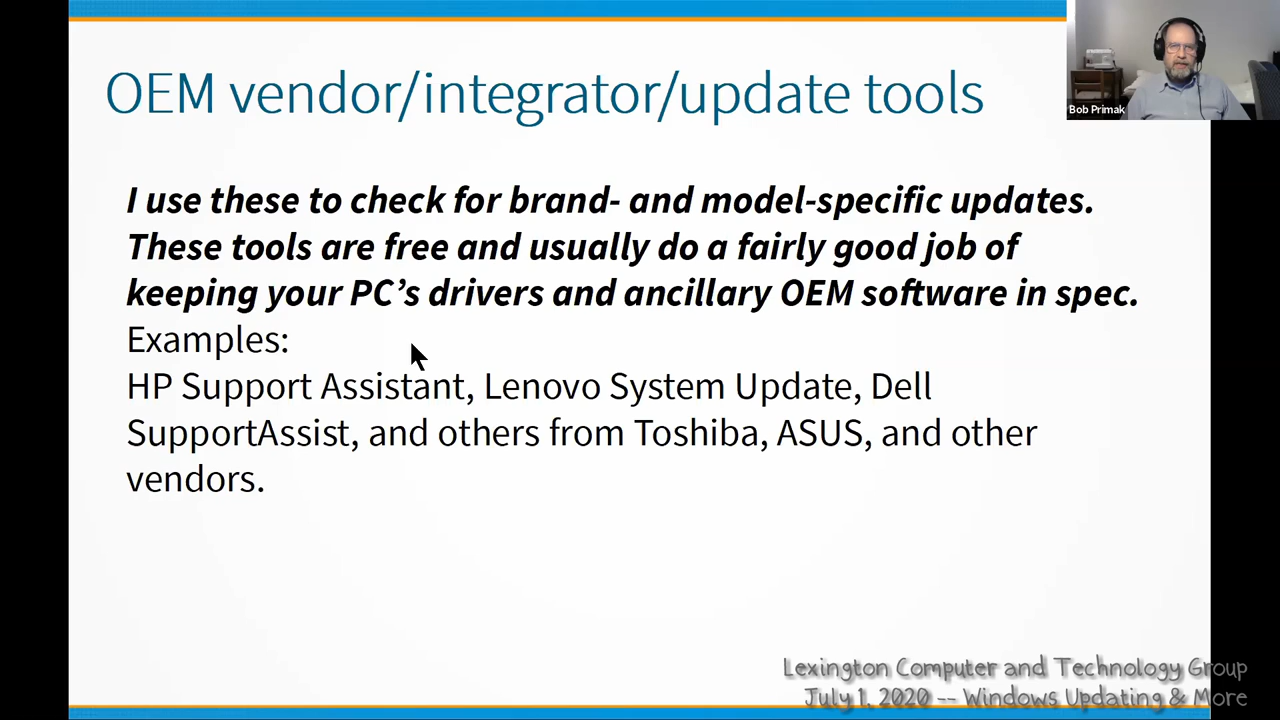 OEM vendor/integrator/update tools
Bob Primak
I use these to check for brand- and model-specific updates.
These tools are free and usually do a fairly good job of
keeping your PC’s drivers and ancillary OEM software in spec.
Examples:
HP Support Assistant, Lenovo System Update, Dell
SupportAssist, and others from Toshiba, ASUS, and other
vendors.
Lexington Computer and Technology Group
July 1, 2020 -- Windows Updating & More